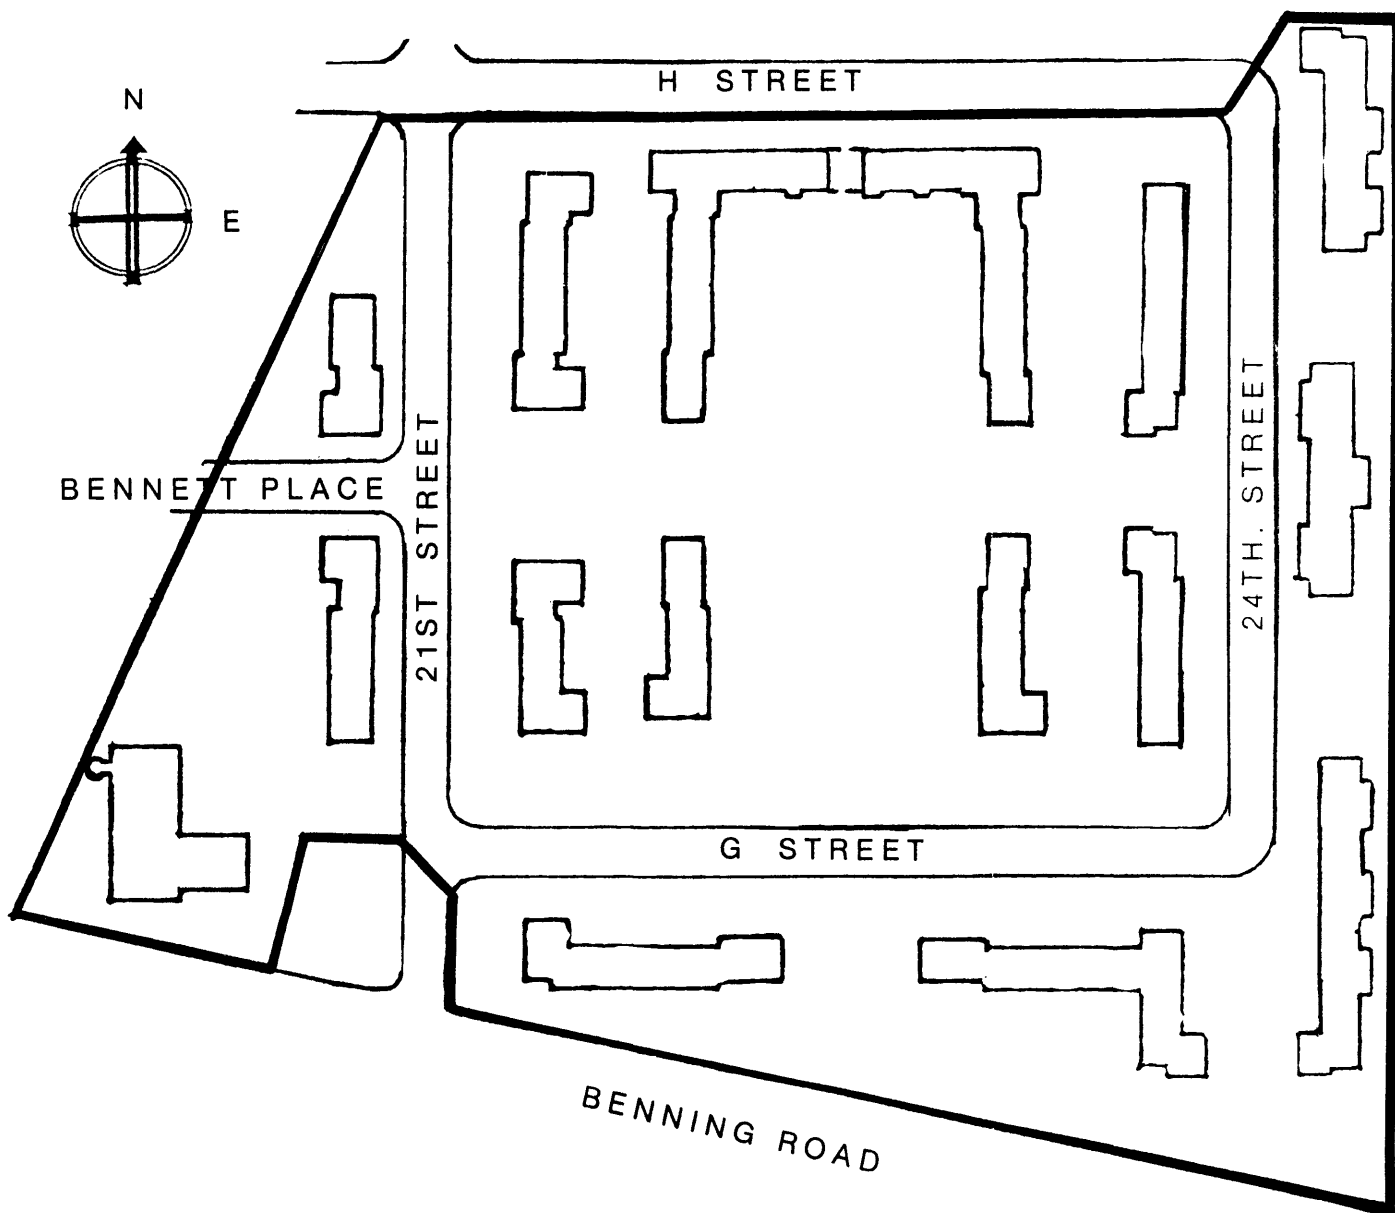 H STREET
N
E
BENNETT PLACE
21ST STREET
24TH. STREET
G STREET
BENNING ROAD